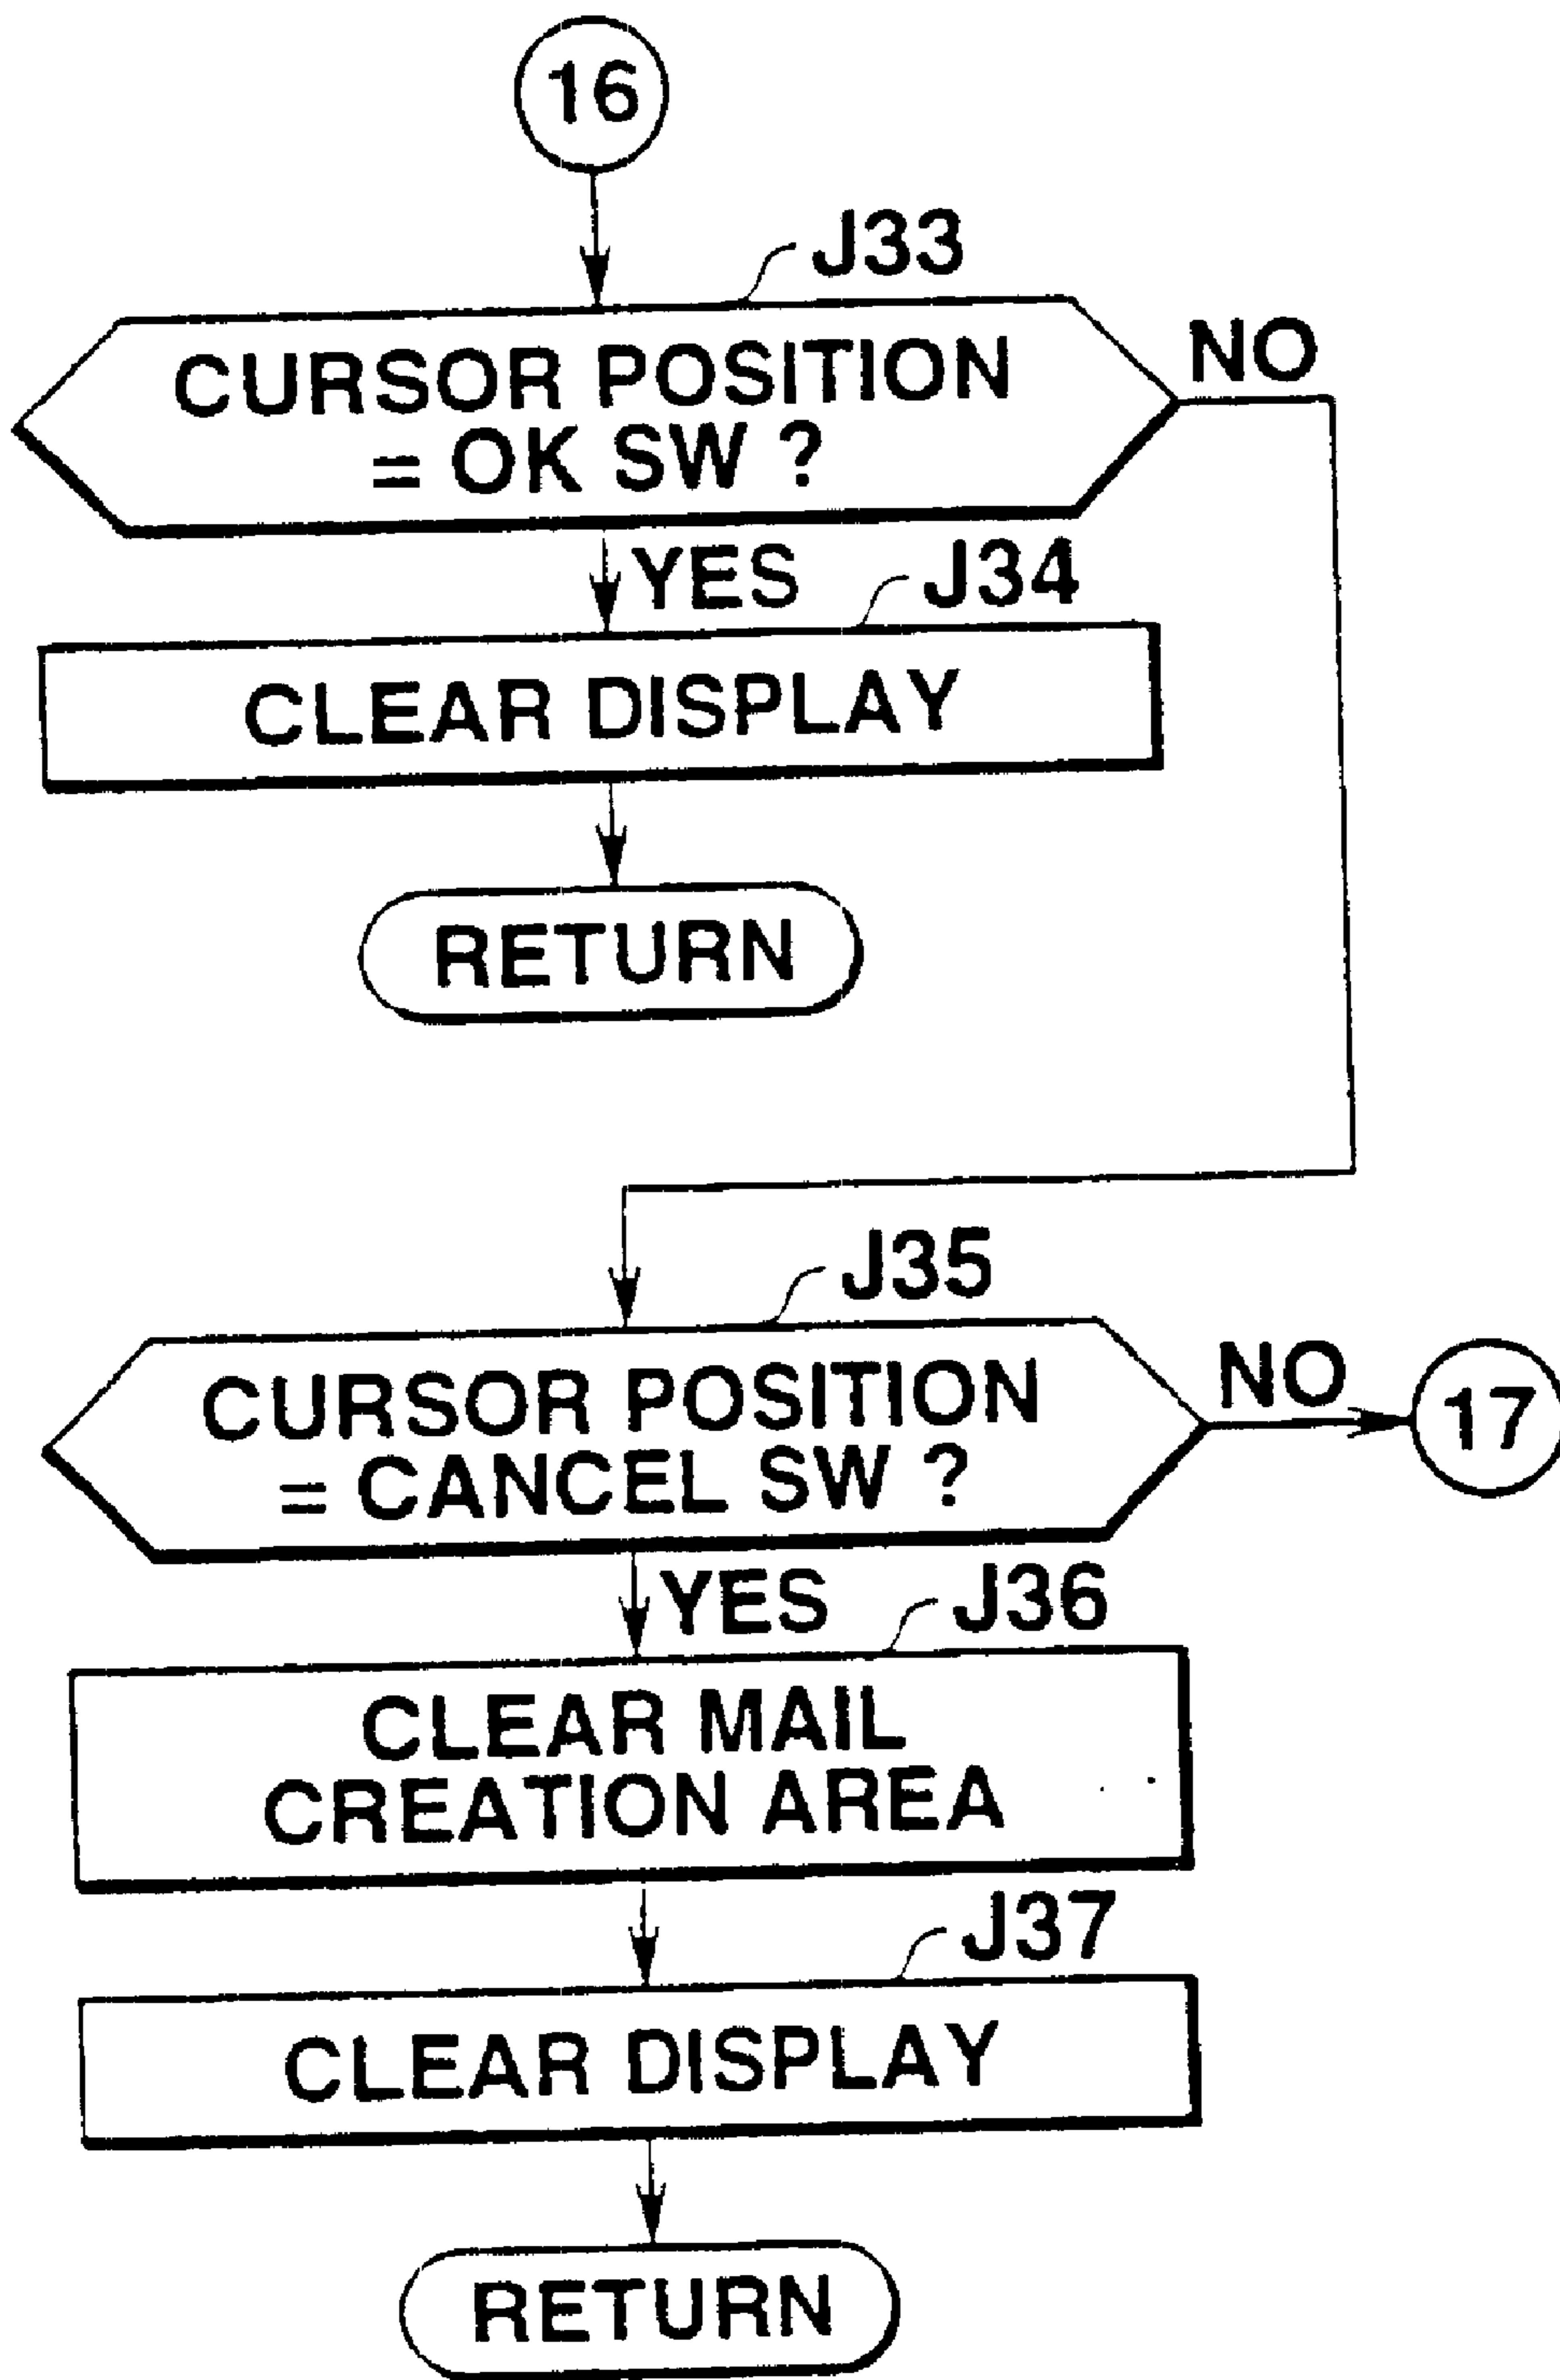 16
J33
CURSOR POSITION
= OK SW ?
NO
YES
J34
CLEAR DISPLAY
RETURN
J35
CURSOR POSITION
= CANCEL SW ?
NO
17
YES
J36
CLEAR MAIL
CREATION AREA
J37
CLEAR DISPLAY
RETURN